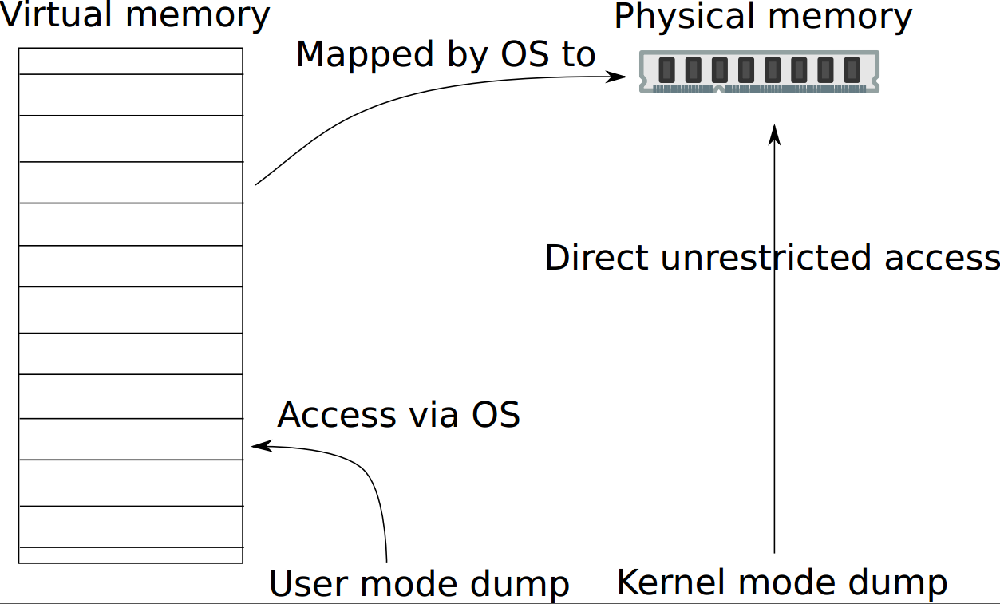 Virtual memory
Physical memory
Mapped by OS to
Direct unrestricted access
Access via OS
User mode dump
Kernel mode dump